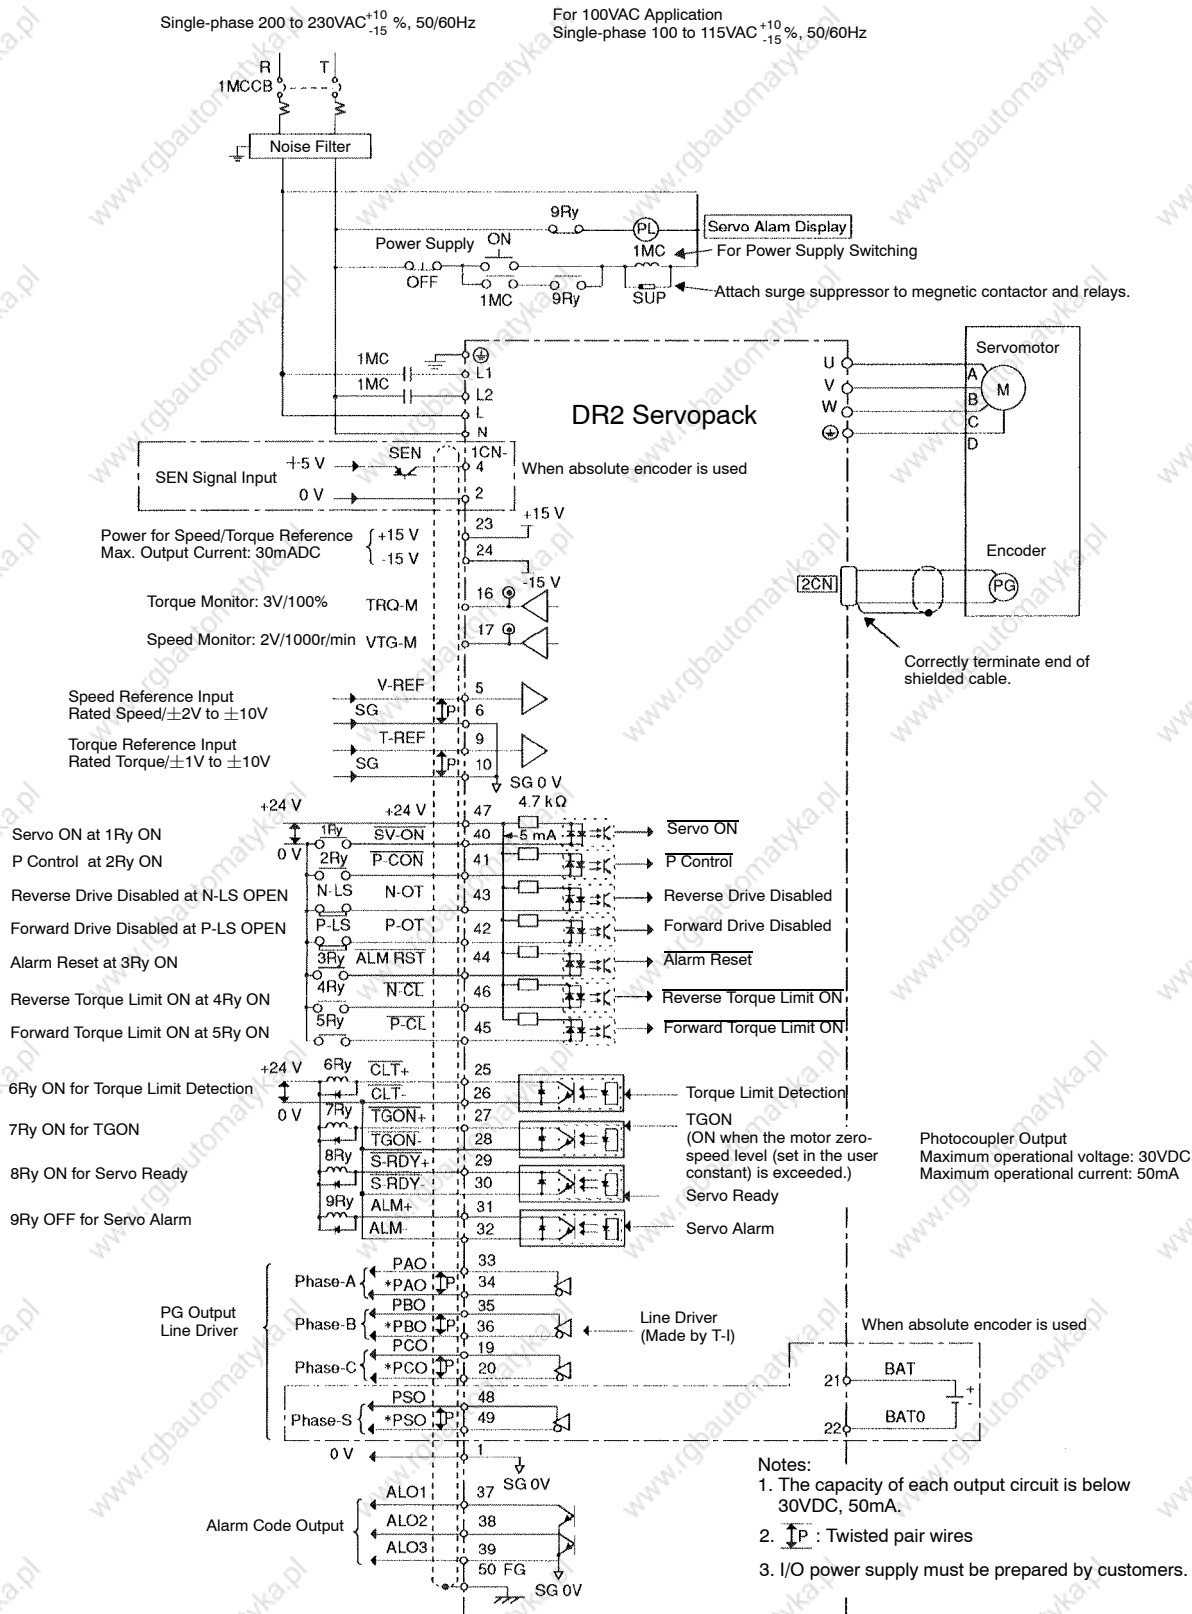 Single-phase 200 to 230VAC +10 -15 %, 50/60Hz
For 100VAC Application
Single-phase 100 to 115VAC +10 -15 %, 50/60Hz
R T
1MCCB
Noise Filter
9Ry PL Servo Alam Display
Power Supply ON 1MC For Power Supply Switching
OFF 1MC 9Ry SUP Attach surge suppressor to megnetic contactor and relays.
1MC L1
1MC L2
L
N
DR2 Servopack
U
V
W
Servomotor
A
B
C
D
M
SEN Signal Input
+5 V SEN 1CN-
4
0 V 2
When absolute encoder is used
Power for Speed/Torque Reference
Max. Output Current: 30mADC
+15 V 23 +15 V
-15 V 24 -15 V
Encoder
2CN PG
Torque Monitor: 3V/100% TRQ-M 16
Speed Monitor: 2V/1000r/min VTG-M 17
Correctly terminate end of
shielded cable.
Speed Reference Input
Rated Speed/±2V to ±10V
V-REF 5
SG P 6
Torque Reference Input
Rated Torque/±1V to ±10V
T-REF 9
SG P 10
SG 0 V
+24 V +24 V 47 4.7 kΩ
0 V
5 mA
Servo ON at 1Ry ON 1Ry SV-ON 40 Servo ON
P Control at 2Ry ON 2Ry P-CON 41 P Control
Reverse Drive Disabled at N-LS OPEN N-LS N-OT 43 Reverse Drive Disabled
Forward Drive Disabled at P-LS OPEN P-LS P-OT 42 Forward Drive Disabled
Alarm Reset at 3Ry ON 3Ry ALM RST 44 Alarm Reset
Reverse Torque Limit ON at 4Ry ON 4Ry N-CL 46 Reverse Torque Limit ON
Forward Torque Limit ON at 5Ry ON 5Ry P-CL 45 Forward Torque Limit ON
+24 V
0 V
6Ry ON for Torque Limit Detection 6Ry CLT+ 25
CLT- 26 Torque Limit Detection
7Ry ON for TGON 7Ry TGON+ 27
TGON- 28
TGON
(ON when the motor zero-
speed level (set in the user
constant) is exceeded.)
8Ry ON for Servo Ready 8Ry S-RDY+ 29
S-RDY- 30 Servo Ready
9Ry OFF for Servo Alarm 9Ry ALM+ 31
ALM- 32 Servo Alarm
Photocoupler Output
Maximum operational voltage: 30VDC
Maximum operational current: 50mA
PG Output
Line Driver
Phase-A PAO 33
*PAO P 34
Phase-B PBO 35
*PBO P 36
Phase-C PCO 19
*PCO P 20
Phase-S PSO 48
*PSO P 49
Line Driver
(Made by T-I)
When absolute encoder is used
21 BAT
+
-
22 BAT0
0 V 1
SG 0V
Alarm Code Output
ALO1 37
ALO2 38
ALO3 39
50 FG
SG 0V
Notes:
1. The capacity of each output circuit is below
30VDC, 50mA.
2. P : Twisted pair wires
3. I/O power supply must be prepared by customers.
www.rgbautomatyka.pl